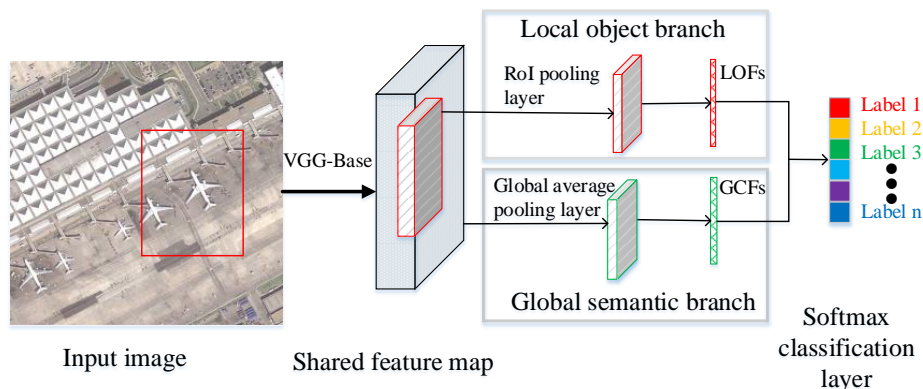 Local object branch
RoI pooling
layer
LOFs
VGG-Base
Global average
pooling layer
GCFs
Global semantic branch
Label 1
Label 2
Label 3
Label n
Input image
Shared feature map
Softmax
classification
layer